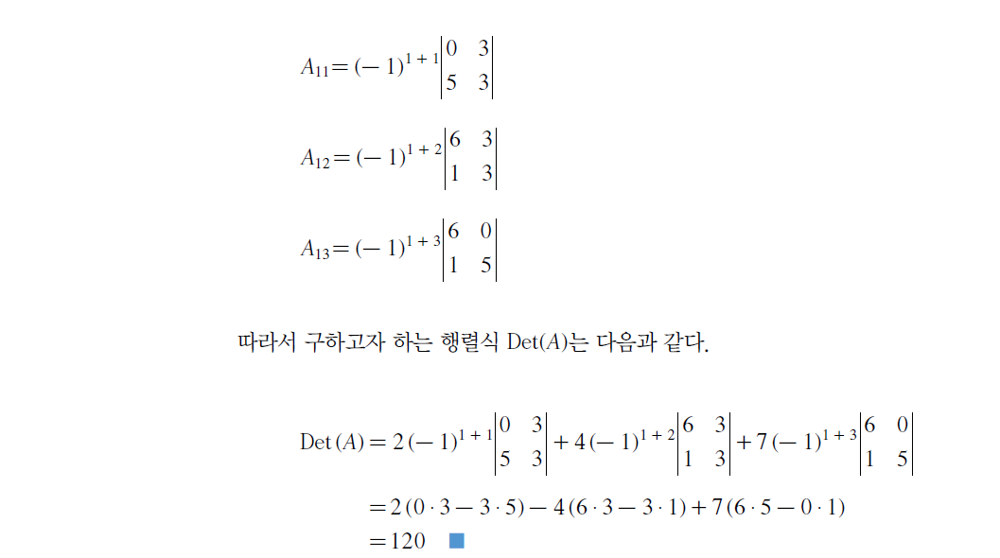 A₁₁ = (− 1)¹ ⁺ ¹ |0 3|
|5 3|
A₁₂ = (− 1)¹ ⁺ ² |6 3|
|1 3|
A₁₃ = (− 1)¹ ⁺ ³ |6 0|
|1 5|
따라서 구하고자 하는 행렬식 Det(A)는 다음과 같다.
Det (A) = 2 (− 1)¹ ⁺ ¹ |0 3| + 4 (− 1)¹ ⁺ ² |6 3| + 7 (− 1)¹ ⁺ ³ |6 0|
|5 3| |1 3| |1 5|
= 2 (0 · 3 − 3 · 5) − 4 (6 · 3 − 3 · 1) + 7 (6 · 5 − 0 · 1)
= 120 ■